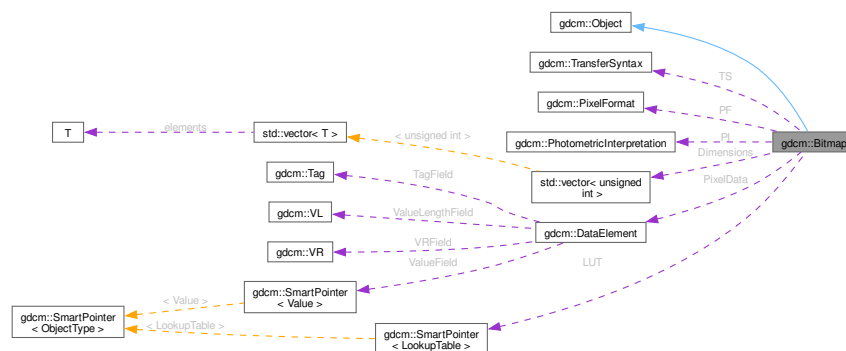 gdcm::Object
gdcm::TransferSyntax
TS
gdcm::PixelFormat
PF
T
elements
std::vector< T >
< unsigned int >
gdcm::PhotometricInterpretation
PI
gdcm::Bitmap
Dimensions
gdcm::Tag
TagField
std::vector< unsigned
int >
PixelData
gdcm::VL
ValueLengthField
gdcm::DataElement
gdcm::VR
VRField
ValueField
LUT
gdcm::SmartPointer
< Value >
< Value >
gdcm::SmartPointer
< ObjectType >
< LookupTable >
gdcm::SmartPointer
< LookupTable >